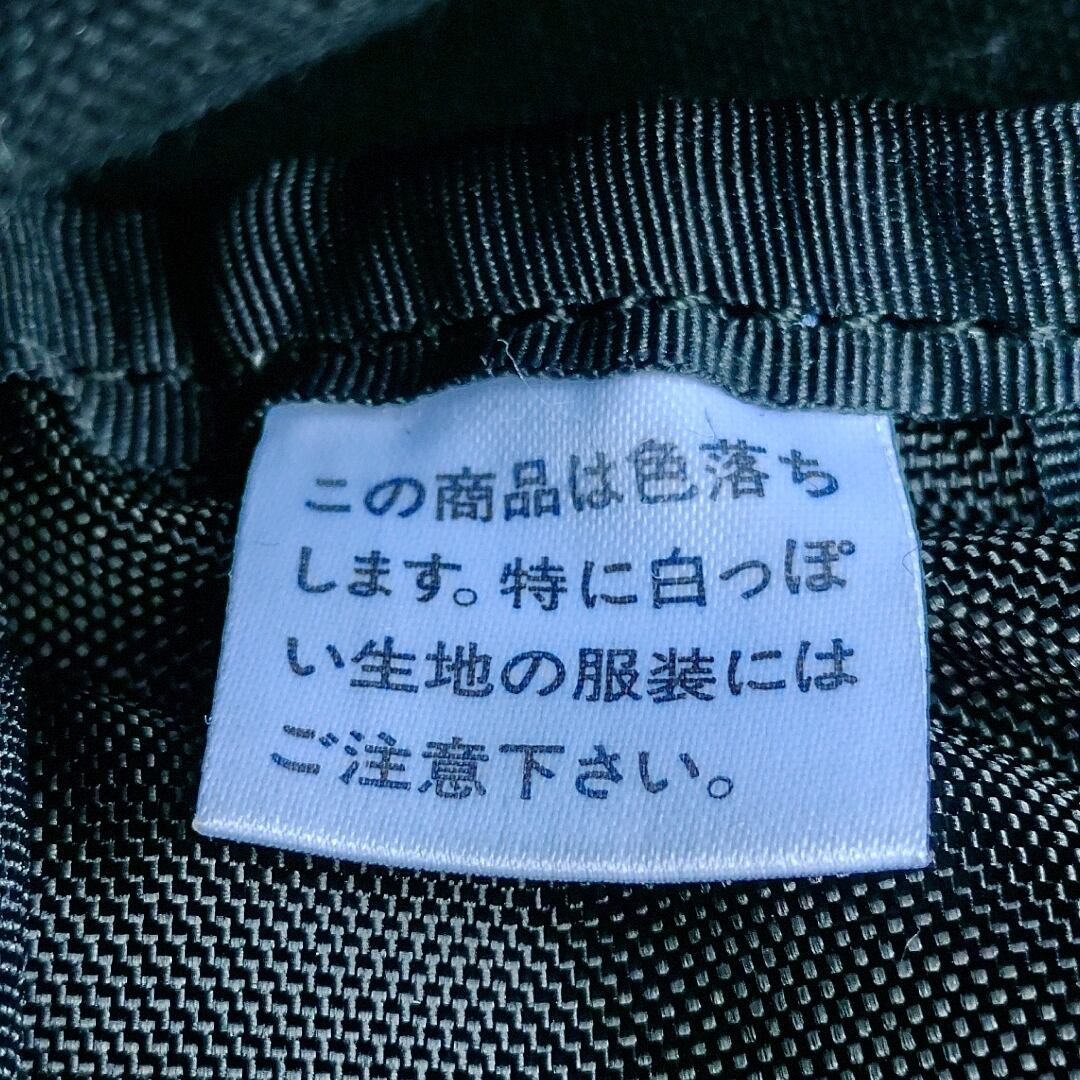 この商品は色落ち
します。特に白っぽ
い生地の服装には
ご注意下さい。